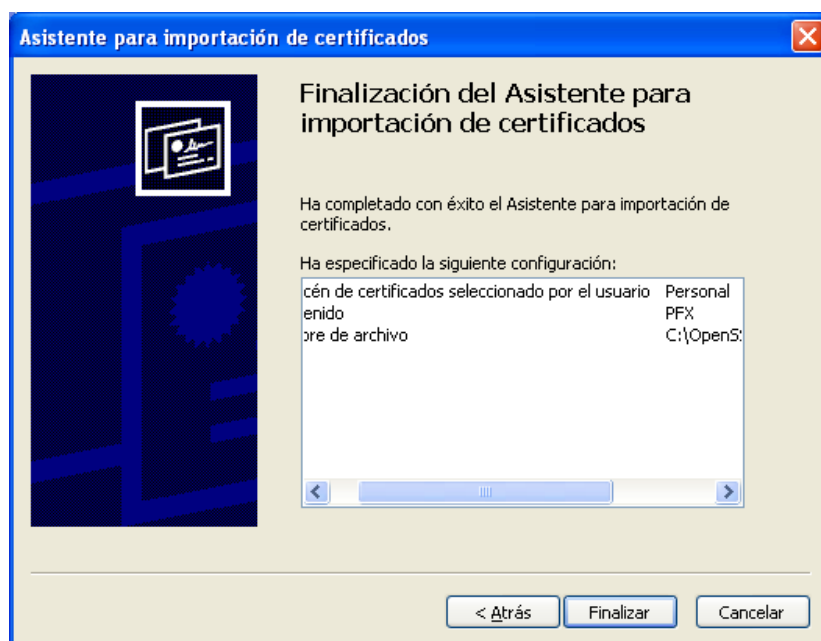 Asistente para importación de certificados
Finalización del Asistente para
importación de certificados
Ha completado con éxito el Asistente para importación de
certificados.
Ha especificado la siguiente configuración:
cén de certificados seleccionado por el usuario Personal
enido PFX
bre de archivo C:\OpenS
< Atrás Finalizar Cancelar